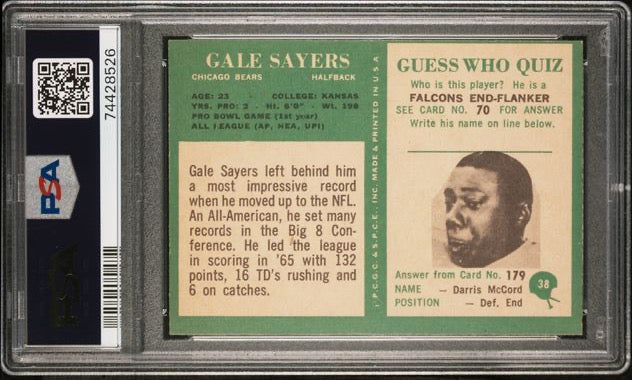 74428526
PSA
GALE SAYERS
CHICAGO BEARS HALFBACK
AGE: 23 - COLLEGE: KANSAS
YRS. PRO: 2 - Ht. 6'0" - Wt. 198
PRO BOWL GAME (1st year)
ALL LEAGUE (AP, NEA, UPI)
Gale Sayers left behind him
a most impressive record
when he moved up to the NFL.
An All-American, he set many
records in the Big 8 Con-
ference. He led the league
in scoring in '65 with 132
points, 16 TD's rushing and
6 on catches.
P.C.G.C. & S.P.C.E., INC. MADE & PRINTED IN U.S.A
GUESS WHO QUIZ
Who is this player? He is a
FALCONS END-FLANKER
SEE CARD NO. 70 FOR ANSWER
Write his name on line below.
Answer from Card No. 179
NAME — Darris McCord
POSITION — Def. End
38